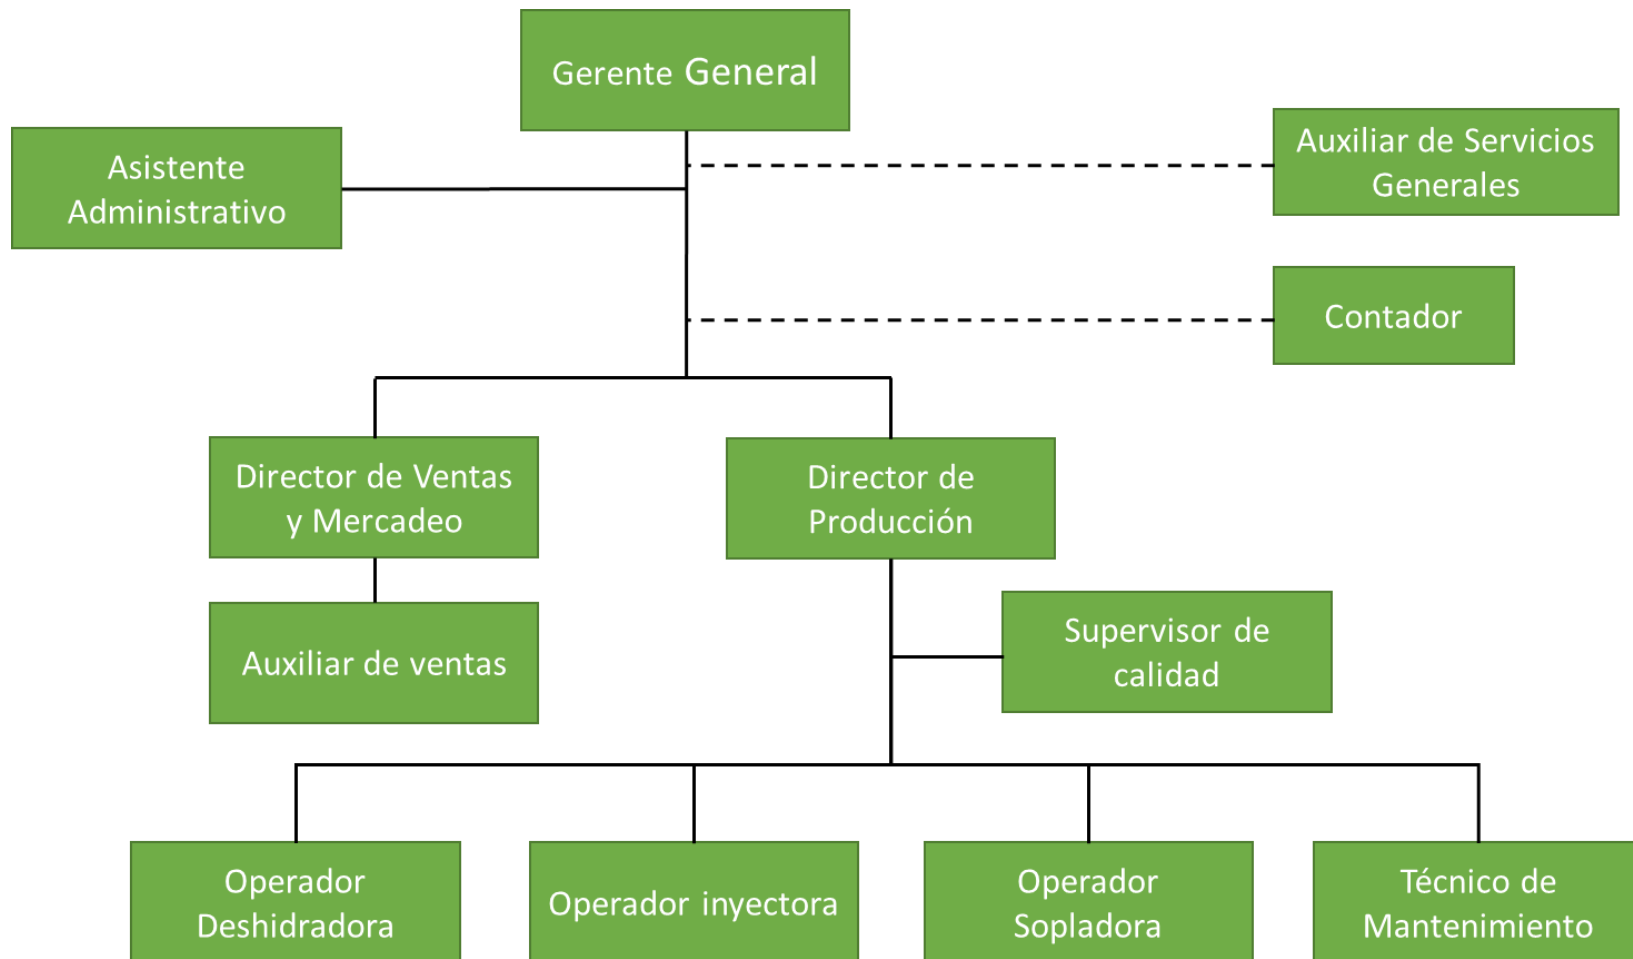 Gerente General
Asistente
Administrativo
Auxiliar de Servicios
Generales
Contador
Director de Ventas
y Mercadeo
Director de
Producción
Auxiliar de ventas
Supervisor de
calidad
Operador
Deshidradora
Operador inyectora
Operador
Sopladora
Técnico de
Mantenimiento